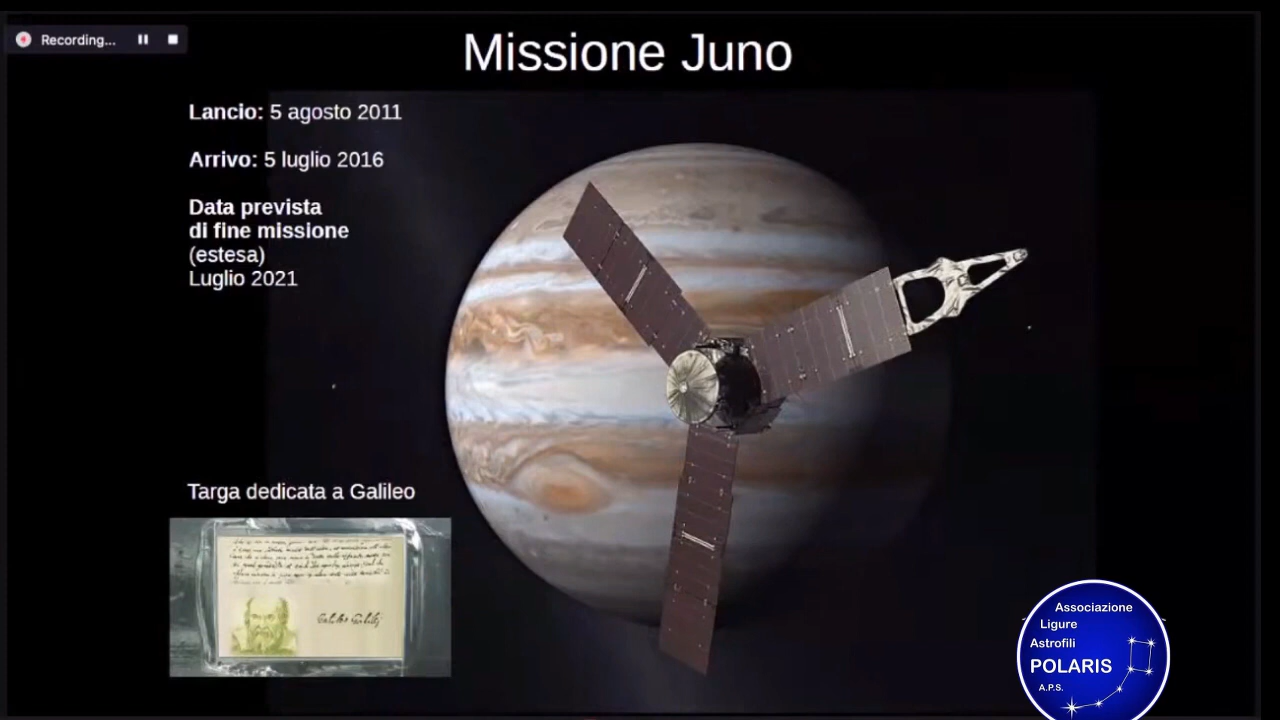 Recording...
Missione Juno
Lancio: 5 agosto 2011
Arrivo: 5 luglio 2016
Data prevista
di fine missione
(estesa)
Luglio 2021
Targa dedicata a Galileo
Associazione
Ligure
Astrofili
POLARIS
A.P.S.